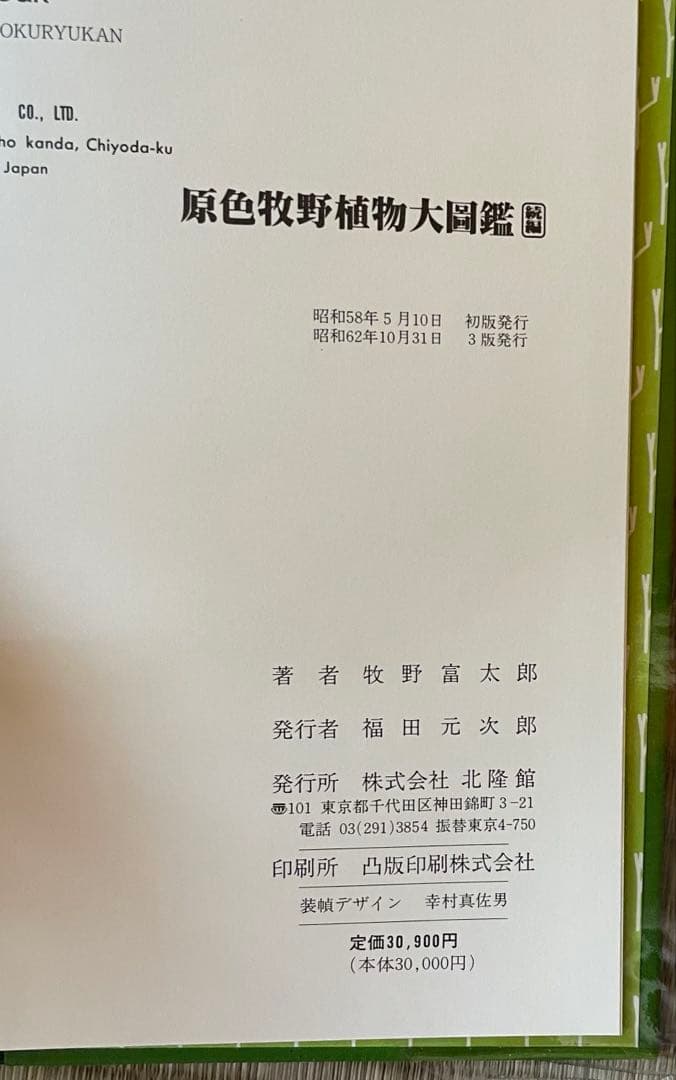 OKURYUKAN
CO., LTD.
ho kanda, Chiyoda-ku
Japan
原色牧野植物大圖鑑 続編
昭和58年5月10日 初版発行
昭和62年10月31日 3版発行
著者 牧野富太郎
発行者 福田元次郎
発行所 株式会社 北隆館
〠101 東京都千代田区神田錦町3-21
電話 03(291)3854 振替東京4-750
印刷所 凸版印刷株式会社
装幀デザイン 幸村真佐男
定価30,900円
(本体30,000円)